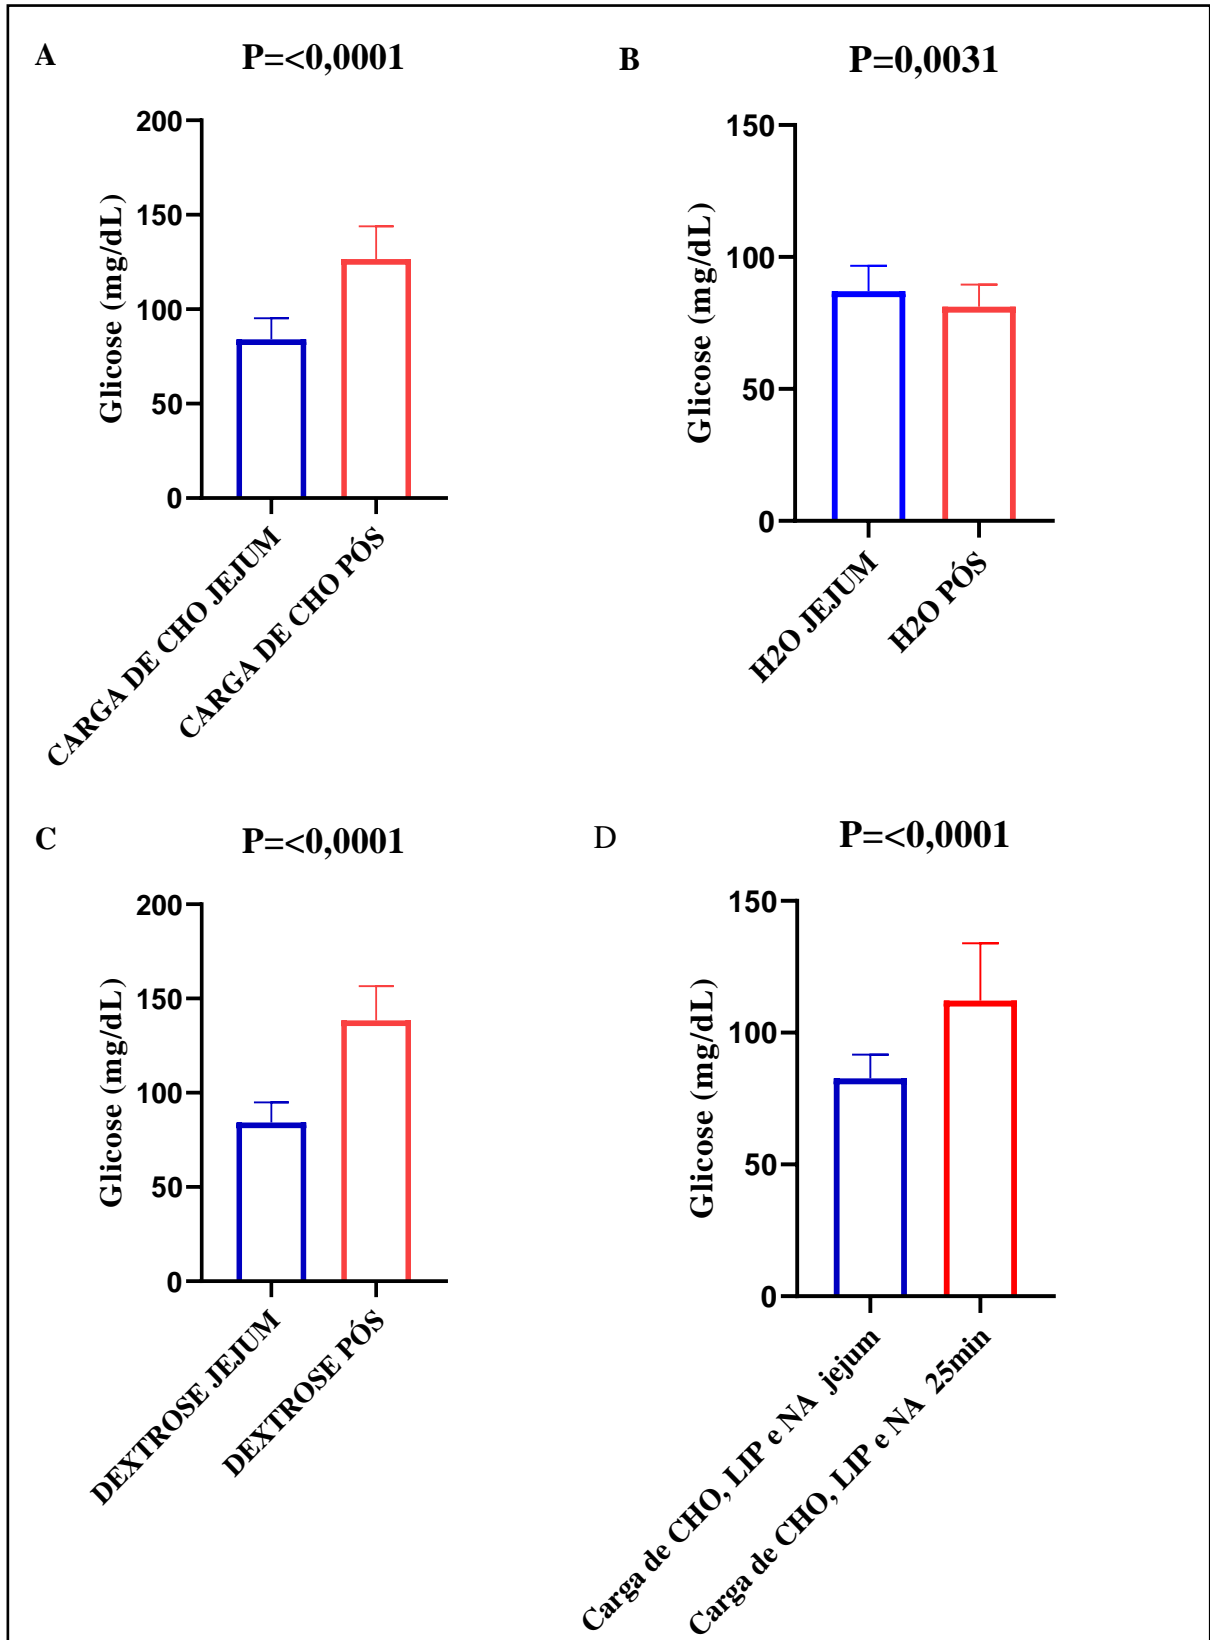 A
P=<0,0001
200
150
100
50
0
Glicose (mg/dL)
CARGA DE CHO JEJUM
CARGA DE CHO PÓS
B
P=0,0031
150
100
50
0
Glicose (mg/dL)
H2O JEJUM
H2O PÓS
C
P=<0,0001
200
150
100
50
0
Glicose (mg/dL)
DEXTROSE JEJUM
DEXTROSE PÓS
D
P=<0,0001
150
100
50
0
Glicose (mg/dL)
Carga de CHO, LIP e NA jejum
Carga de CHO, LIP e NA 25min